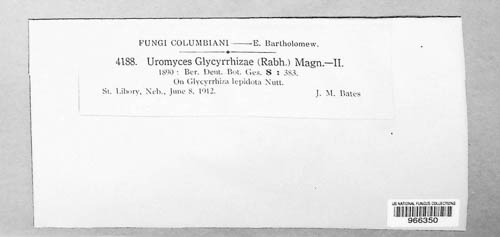 FUNGI COLUMBIANI — E. Bartholomew.
4188. Uromyces Glycyrrhizae (Rabh.) Magn.—II.
1890: Ber. Deut. Bot. Ges. 8: 383.
On Glycyrrhiza lepidota Nutt.
St. Libory, Neb., June 8, 1912. J. M. Bates
US NATIONAL FUNGUS COLLECTIONS
966350